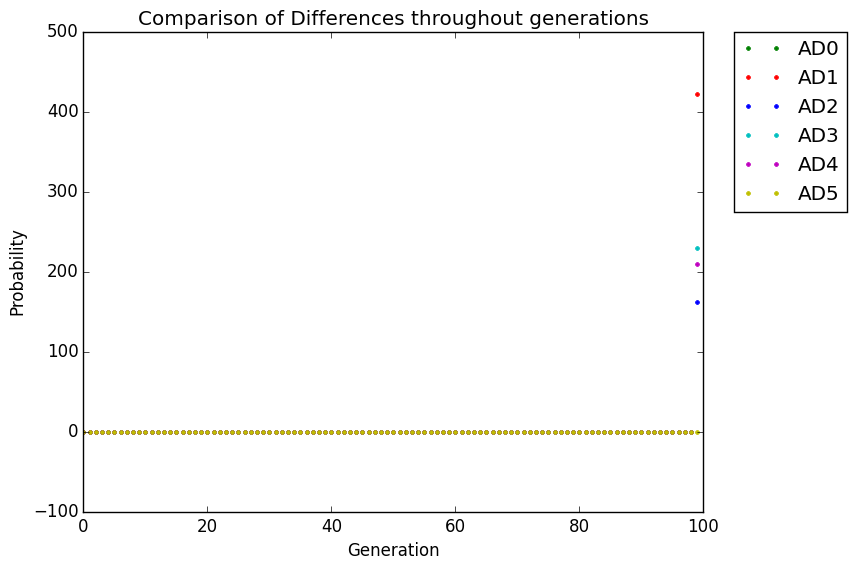 Comparison of Differences throughout generations
500
400
300
200
100
0
−100
Probability
0 20 40 60 80 100
Generation
AD0
AD1
AD2
AD3
AD4
AD5